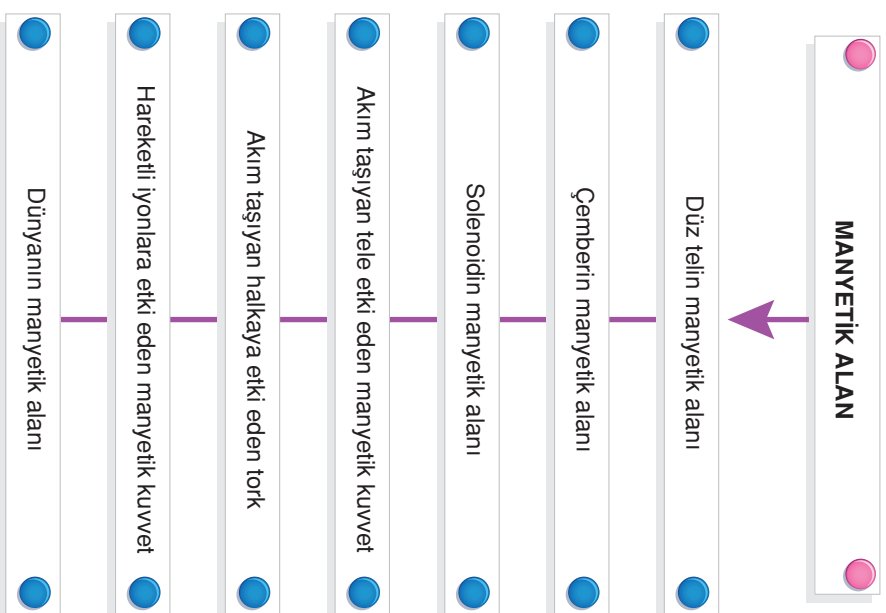 MANYETİK ALAN
Düz telin manyetik alanı
Çemberin manyetik alanı
Solenoidin manyetik alanı
Akım taşıyan tele etki eden manyetik kuvvet
Akım taşıyan halkaya etki eden tork
Hareketli iyonlara etki eden manyetik kuvvet
Dünyanın manyetik alanı